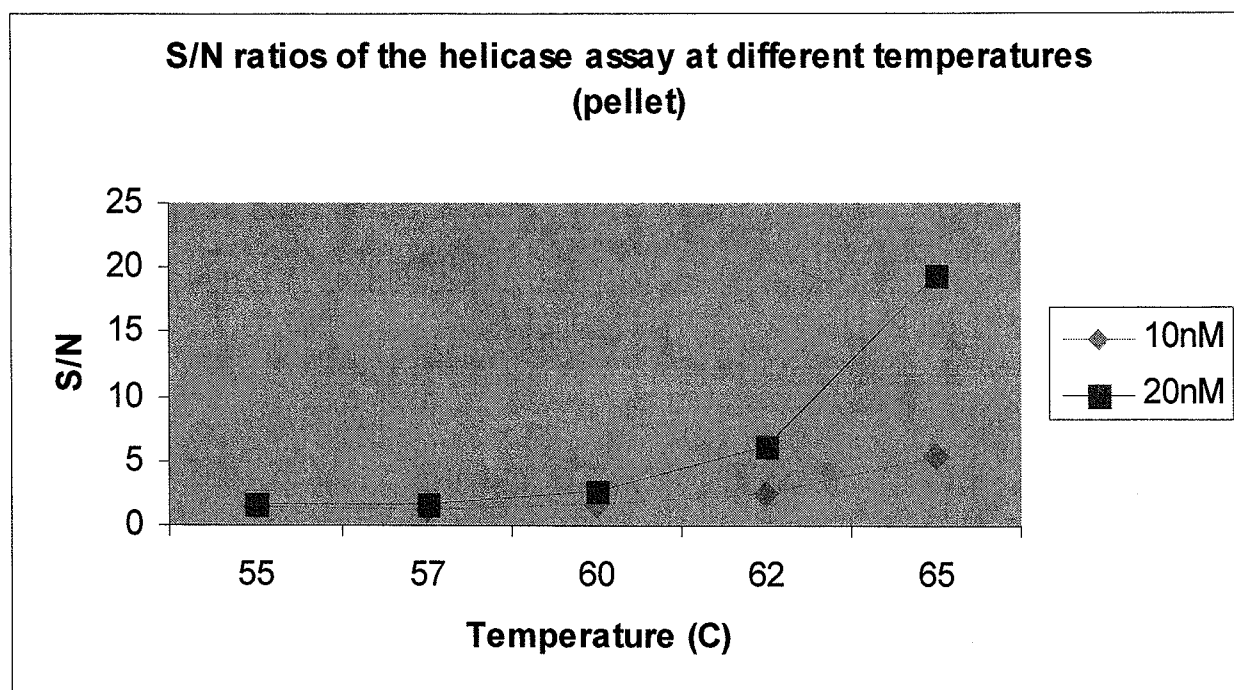 S/N ratios of the helicase assay at different temperatures
(pellet)
25
20
15
10
5
0
S/N
55 57 60 62 65
Temperature (C)
10nM
20nM